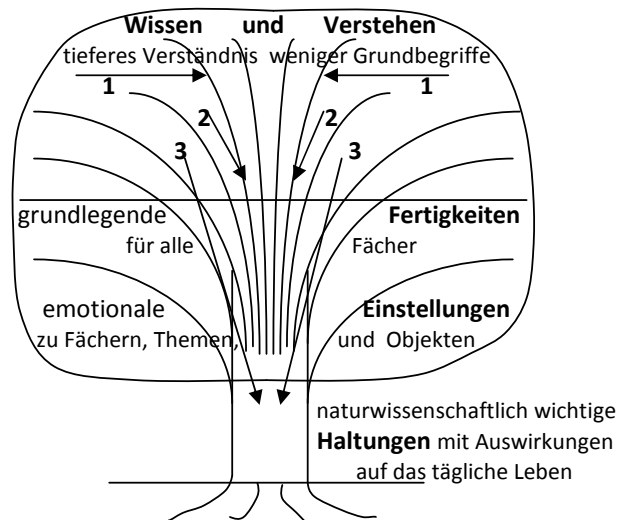 Wissen und Verstehen
tieferes Verständnis weniger Grundbegriffe
1 1
2 2
3 3
grundlegende Fertigkeiten
für alle Fächer
emotionale Einstellungen
zu Fächern, Themen, und Objekten
naturwissenschaftlich wichtige
Haltungen mit Auswirkungen
auf das tägliche Leben